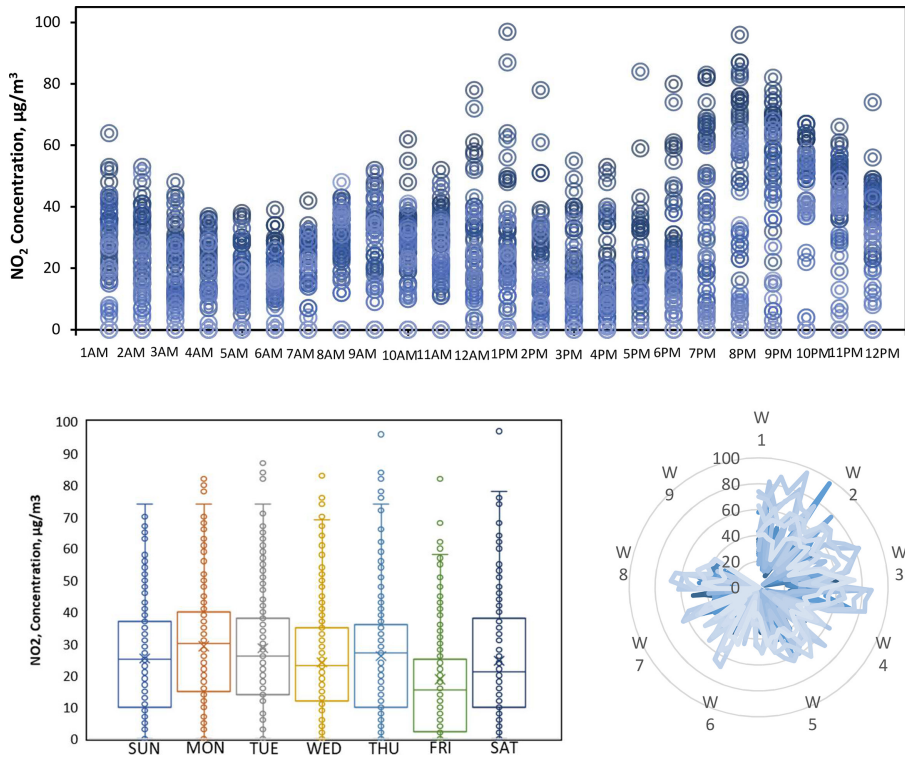 NO2 Concentration, µg/m³
100
80
60
40
20
0
1AM 2AM 3AM 4AM 5AM 6AM 7AM 8AM 9AM 10AM 11AM 12AM 1PM 2PM 3PM 4PM 5PM 6PM 7PM 8PM 9PM 10PM 11PM 12PM
NO2, Concentration, µg/m3
100
90
80
70
60
50
40
30
20
10
0
SUN MON TUE WED THU FRI SAT
W
1
W
2
W
3
W
4
W
5
W
6
W
7
W
8
W
9
100
80
60
40
20
0